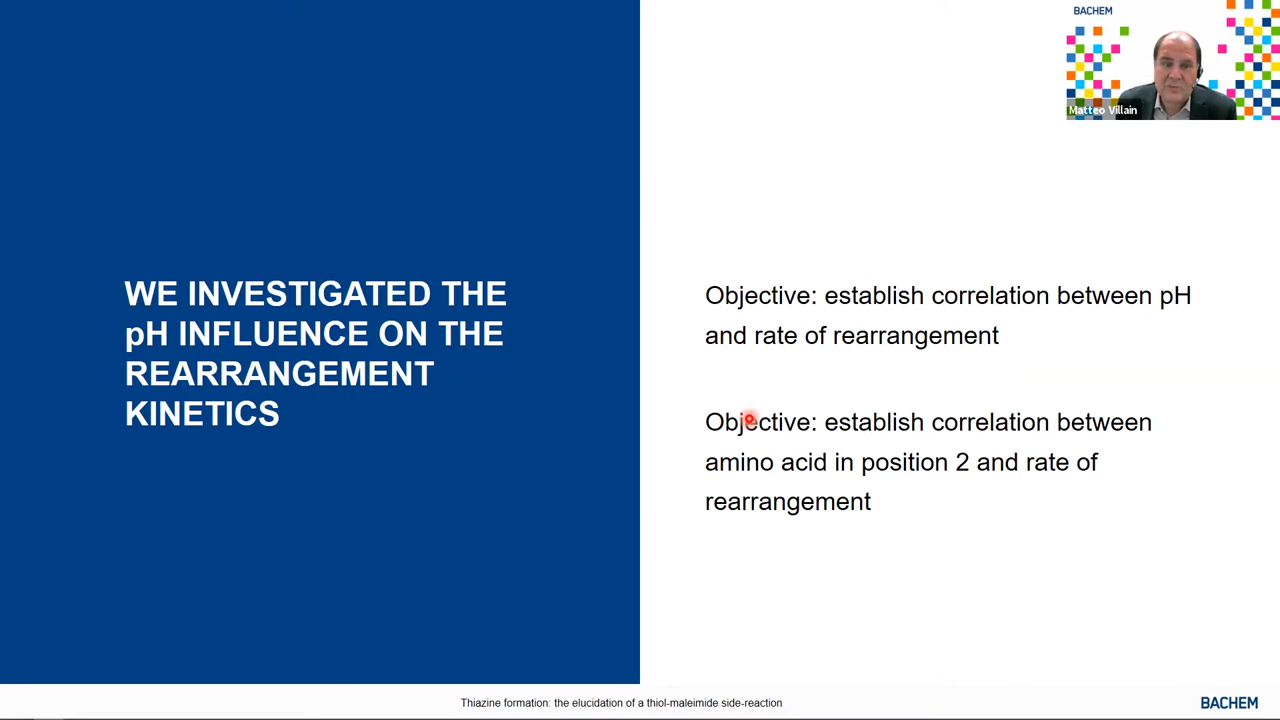 BACHEM
Matteo Villain
WE INVESTIGATED THE
pH INFLUENCE ON THE
REARRANGEMENT
KINETICS
Objective: establish correlation between pH
and rate of rearrangement
Objective: establish correlation between
amino acid in position 2 and rate of
rearrangement
Thiazine formation: the elucidation of a thiol-maleimide side-reaction
BACHEM